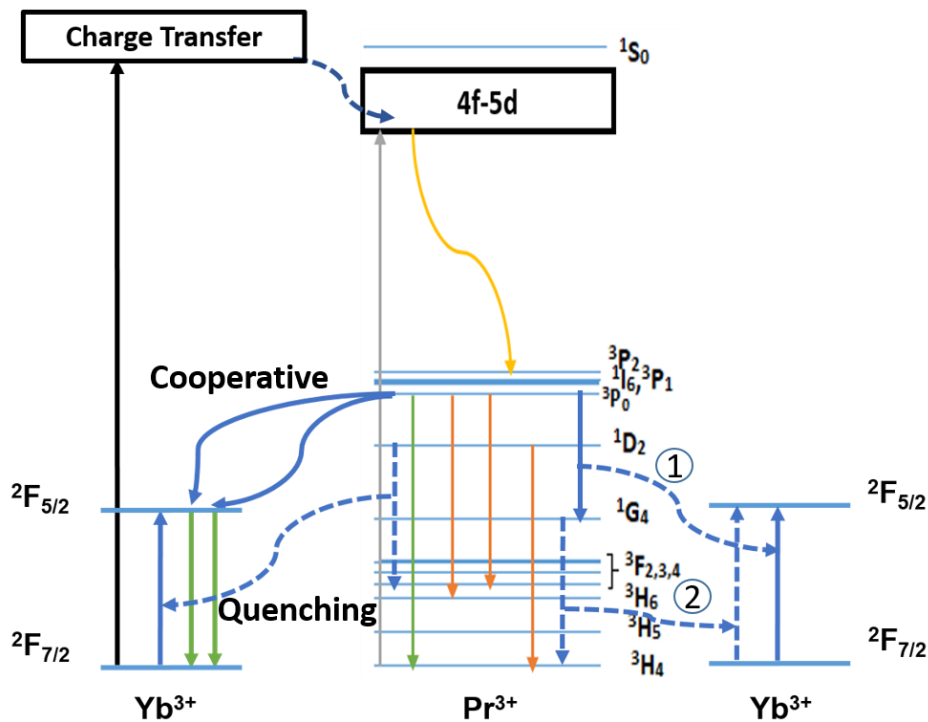 Charge Transfer
¹S₀
4f-5d
³P₂
¹I₆, ³P₁
³P₀
Cooperative
¹D₂
①
²F₅/₂
²F₅/₂
¹G₄
³F₂,₃,₄
Quenching
³H₆
②
³H₅
²F₇/₂
²F₇/₂
³H₄
Yb³⁺
Pr³⁺
Yb³⁺